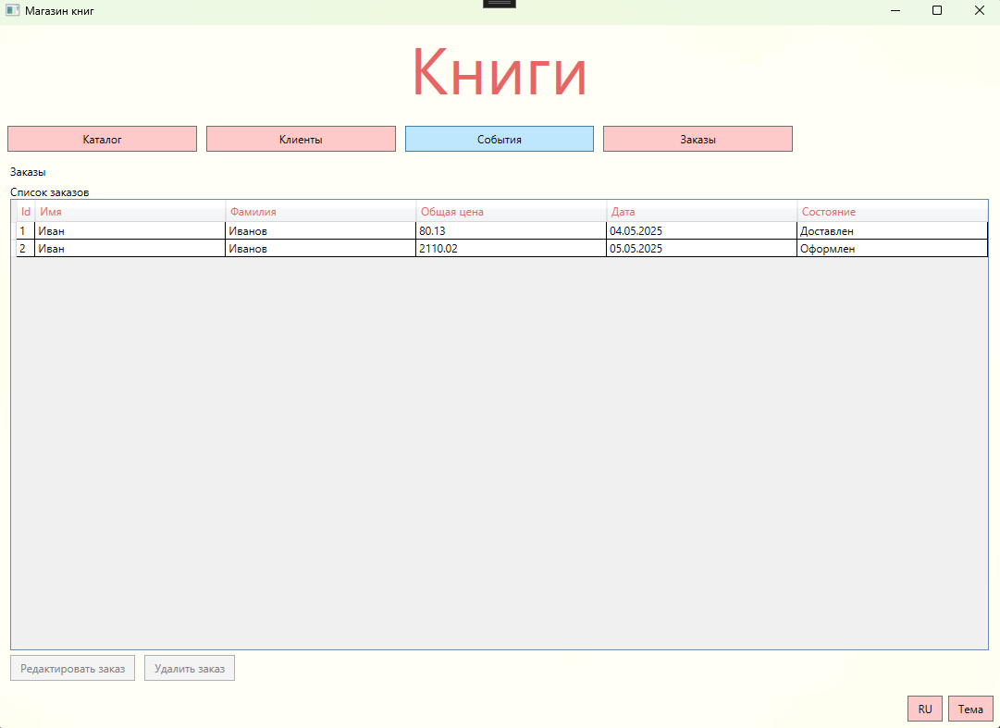 Магазин книг
Книги
Каталог Клиенты События Заказы
Заказы
Список заказов
Id Имя Фамилия Общая цена Дата Состояние
1 Иван Иванов 80.13 04.05.2025 Доставлен
2 Иван Иванов 2110.02 05.05.2025 Оформлен
Редактировать заказ Удалить заказ
RU Тема